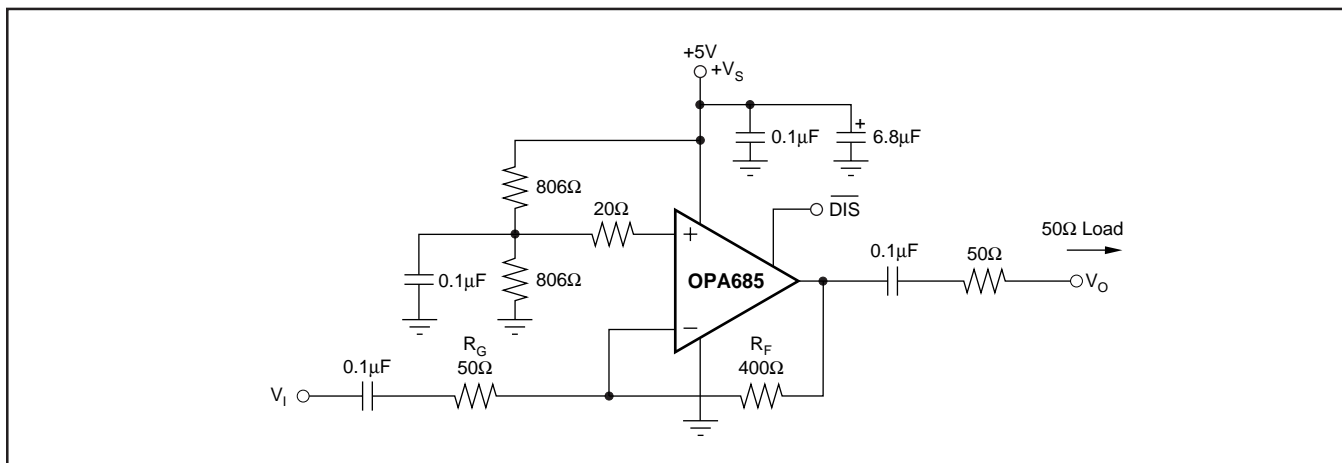 +5V
+V_S
0.1µF
6.8µF
806Ω
20Ω
+
DIS
50Ω Load
0.1µF
50Ω
0.1µF
806Ω
OPA685
V_O
−
R_G
50Ω
R_F
400Ω
0.1µF
V_I
+